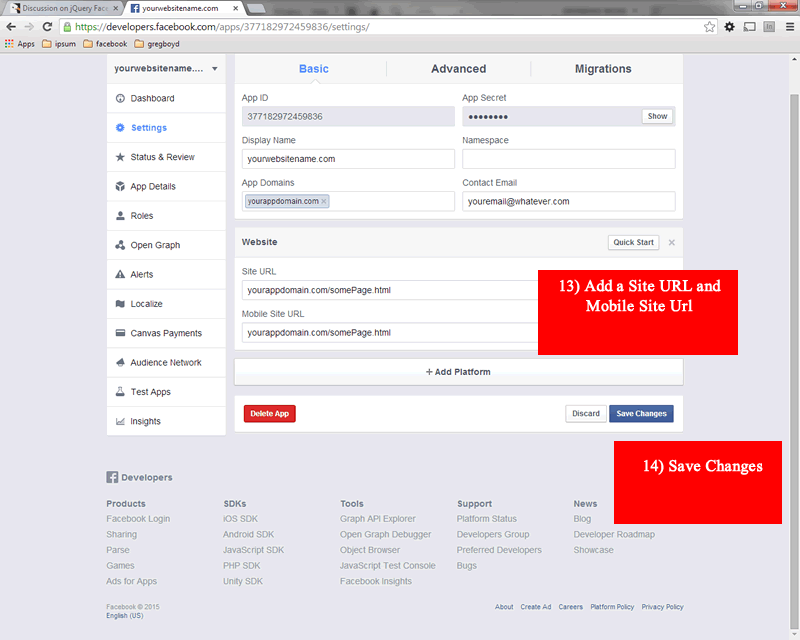 Discussion on jQuery Fac
yourwebsitename.com
https://developers.facebook.com/apps/377182972459836/settings/
Apps ipsum facebook gregboyd
yourwebsitename....
Basic Advanced Migrations
Dashboard
Settings
Status & Review
App Details
Roles
Open Graph
Alerts
Localize
Canvas Payments
Audience Network
Test Apps
Insights
App ID App Secret
377182972459836 ●●●●●●●● Show
Display Name Namespace
yourwebsitename.com
App Domains Contact Email
yourappdomain.com × youremail@whatever.com
Website Quick Start ×
Site URL
yourappdomain.com/somePage.html
Mobile Site URL
yourappdomain.com/somePage.html
13) Add a Site URL and
Mobile Site Url
+ Add Platform
Delete App Discard Save Changes
14) Save Changes
Developers
Products SDKs Tools Support News
Facebook Login iOS SDK Graph API Explorer Platform Status Blog
Sharing Android SDK Open Graph Debugger Developers Group Developer Roadmap
Parse JavaScript SDK Object Browser Preferred Developers Showcase
Games PHP SDK JavaScript Test Console Bugs
Ads for Apps Unity SDK Facebook Insights
Facebook © 2015
English (US)
About Create Ad Careers Platform Policy Privacy Policy